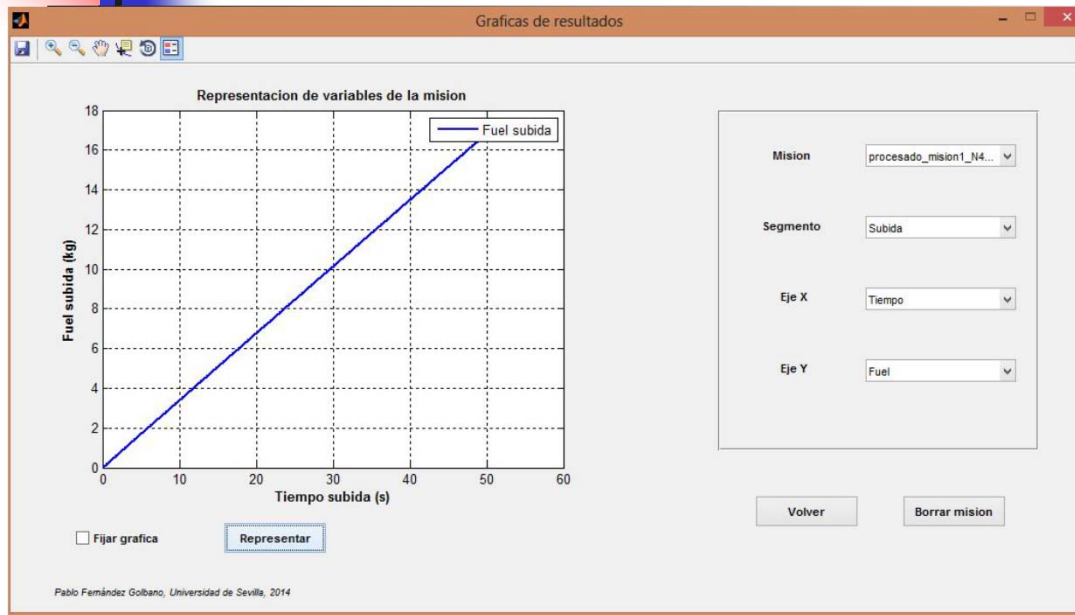 Graficas de resultados
Representacion de variables de la mision
18
16
14
12
10
8
6
4
2
0
Fuel subida (kg)
Fuel subida
0 10 20 30 40 50 60
Tiempo subida (s)
Fijar grafica
Representar
Mision
procesado_mision1_N4...
Segmento
Subida
Eje X
Tiempo
Eje Y
Fuel
Volver
Borrar mision
Pablo Fernández Golbano, Universidad de Sevilla, 2014